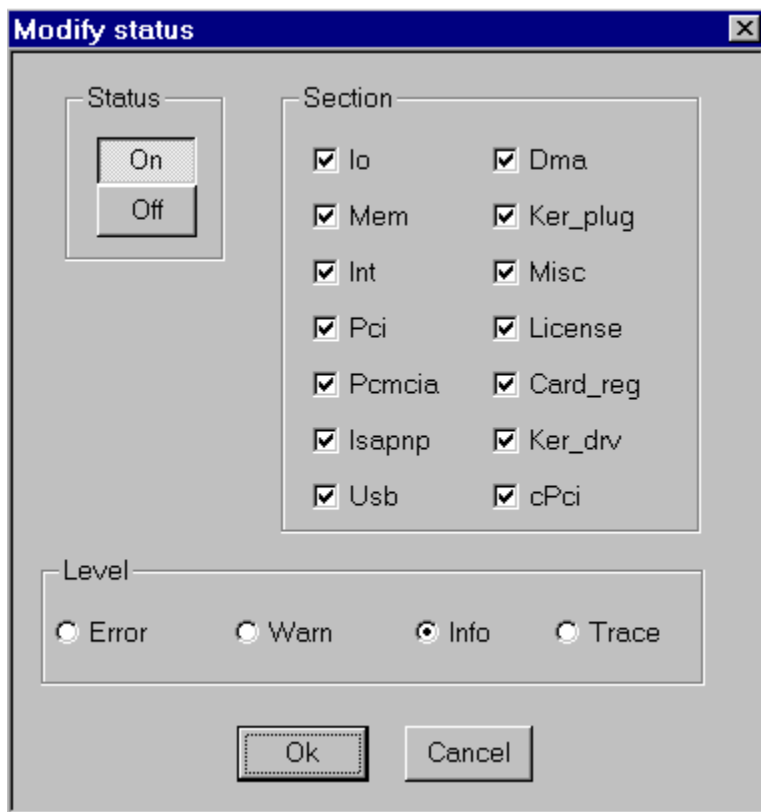 Modify status
Status
On
Off
Section
Io
Dma
Mem
Ker_plug
Int
Misc
Pci
License
Pcmcia
Card_reg
Isapnp
Ker_drv
Usb
cPci
Level
Error
Warn
Info
Trace
Ok
Cancel